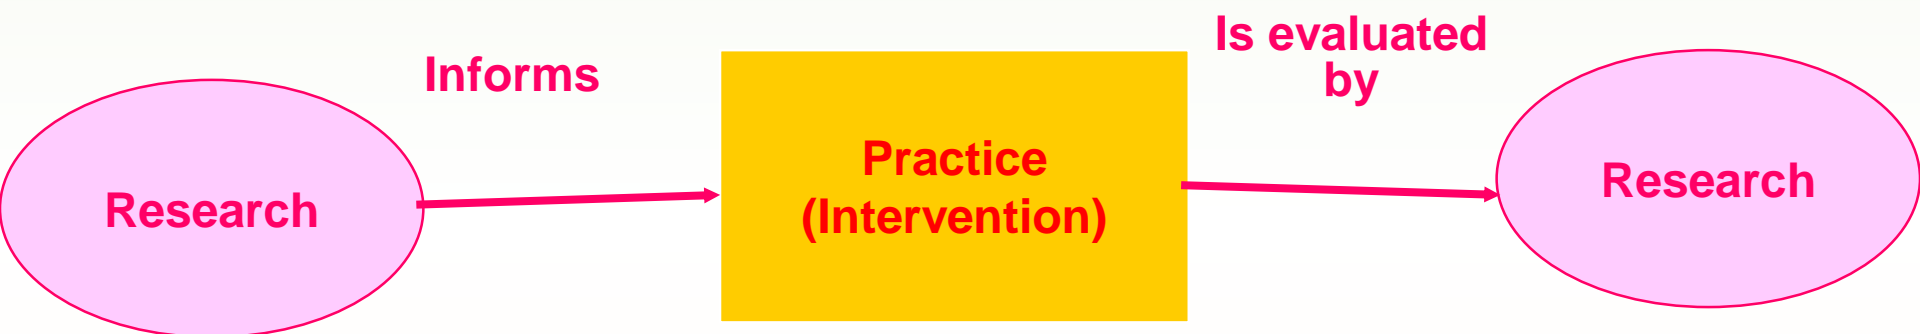 Research
Informs
Practice
(Intervention)
Is evaluated
by
Research